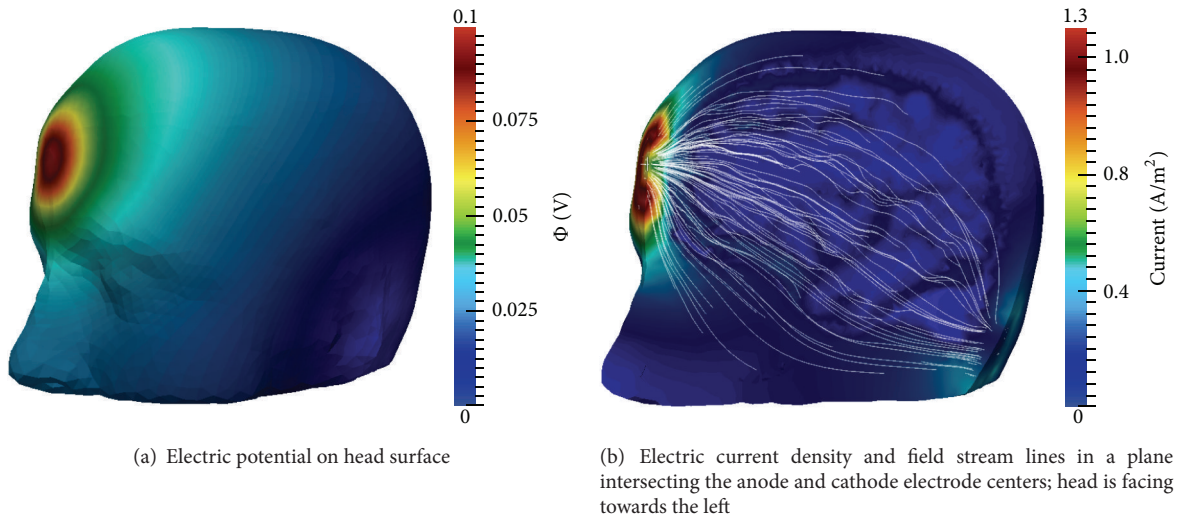 0.1
0.075
0.05
0.025
0
Φ (V)
1.3
1.0
0.8
0.4
0
Current (A/m²)
(a) Electric potential on head surface
(b) Electric current density and field stream lines in a plane
intersecting the anode and cathode electrode centers; head is facing
towards the left